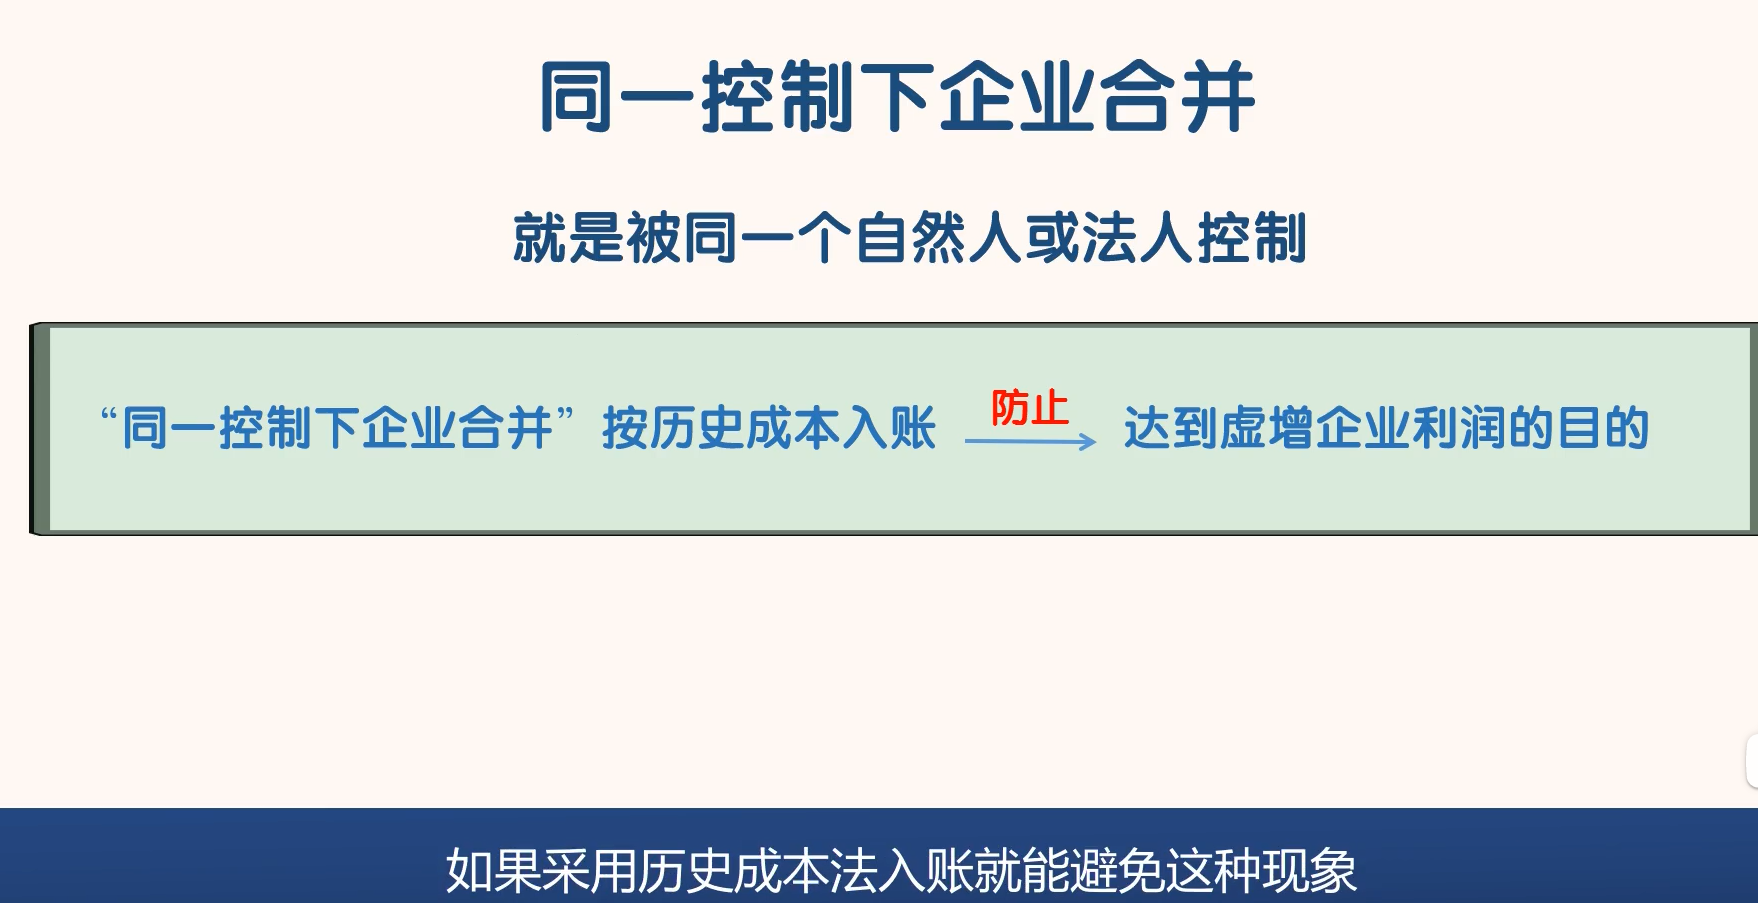 同一控制下企业合并
就是被同一个自然人或法人控制
防止
“同一控制下企业合并”按历史成本入账 达到虚增企业利润的目的
如果采用历史成本法入账就能避免这种现象